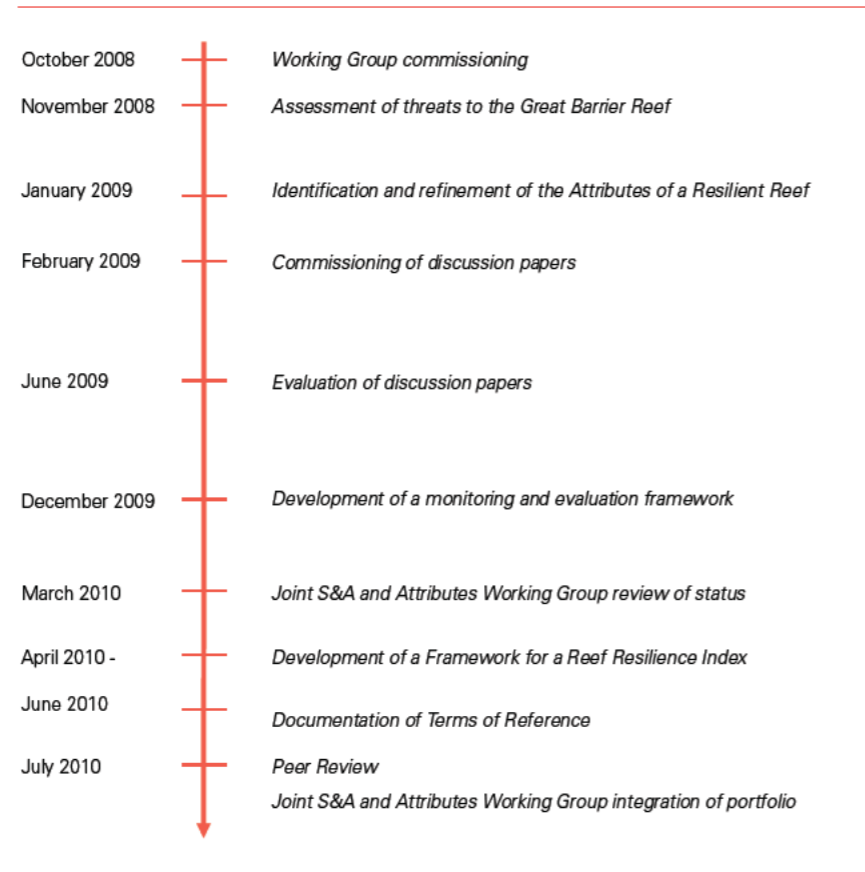 October 2008 Working Group commissioning
November 2008 Assessment of threats to the Great Barrier Reef
January 2009 Identification and refinement of the Attributes of a Resilient Reef
February 2009 Commissioning of discussion papers
June 2009 Evaluation of discussion papers
December 2009 Development of a monitoring and evaluation framework
March 2010 Joint S&A and Attributes Working Group review of status
April 2010 - Development of a Framework for a Reef Resilience Index
June 2010 Documentation of Terms of Reference
July 2010 Peer Review
Joint S&A and Attributes Working Group integration of portfolio